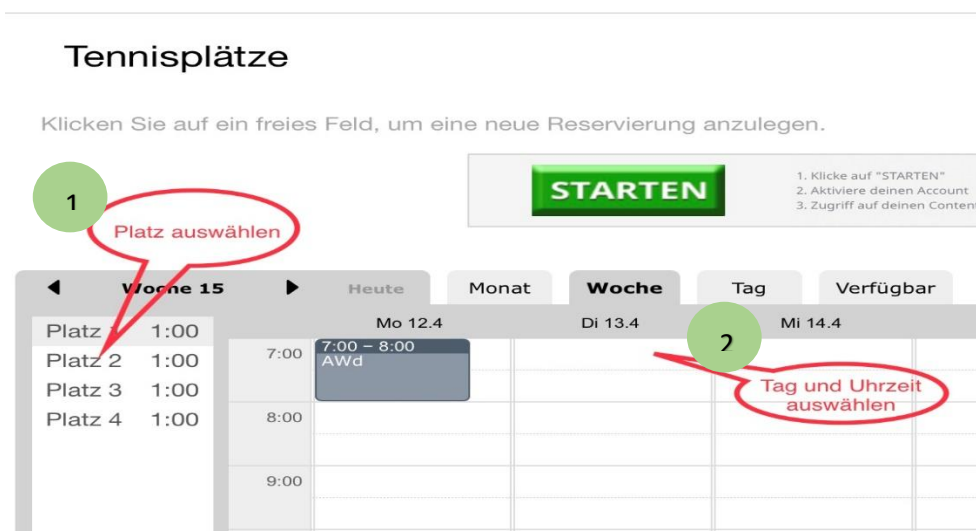 Tennisplätze
Klicken Sie auf ein freies Feld, um eine neue Reservierung anzulegen.
STARTEN
1. Klicke auf "STARTEN"
2. Aktiviere deinen Account
3. Zugriff auf deinen Content
1
Platz auswählen
Woche 15
Heute Monat Woche Tag Verfügbar
Mo 12.4 Di 13.4 Mi 14.4
Platz 1 1:00
Platz 2 1:00
Platz 3 1:00
Platz 4 1:00
7:00
7:00 – 8:00
AWd
8:00
9:00
2
Tag und Uhrzeit
auswählen